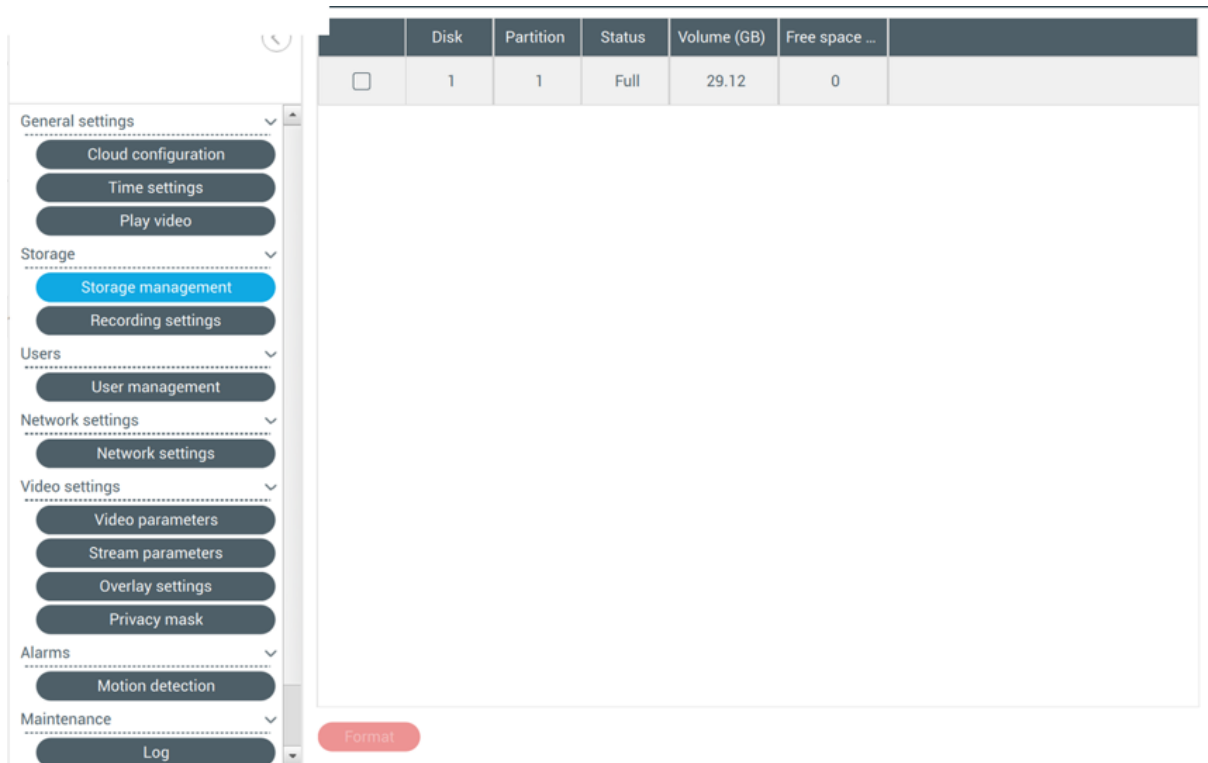 Disk Partition Status Volume (GB) Free space ...
1 1 Full 29.12 0
General settings
Cloud configuration
Time settings
Play video
Storage
Storage management
Recording settings
Users
User management
Network settings
Network settings
Video settings
Video parameters
Stream parameters
Overlay settings
Privacy mask
Alarms
Motion detection
Maintenance
Log
Format